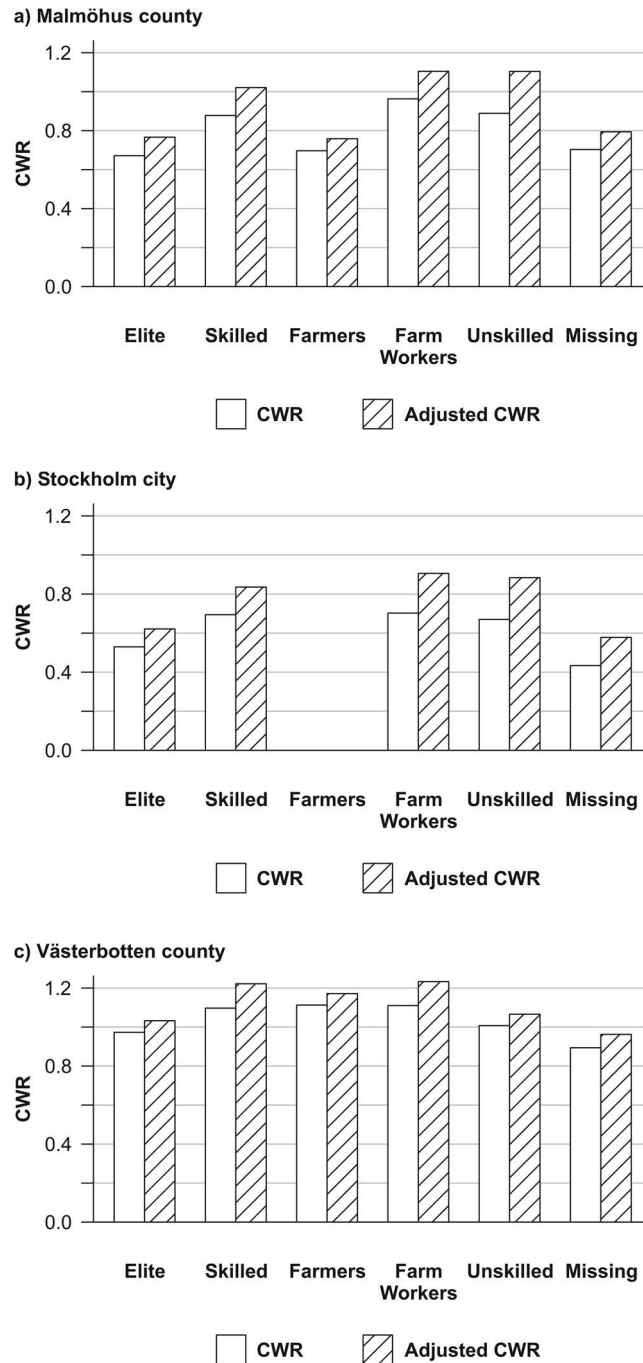 a) Malmöhus county
1.2
0.8
0.4
0.0
CWR
Elite Skilled Farmers Farm Workers Unskilled Missing
CWR Adjusted CWR
b) Stockholm city
1.2
0.8
0.4
0.0
CWR
Elite Skilled Farmers Farm Workers Unskilled Missing
CWR Adjusted CWR
c) Västerbotten county
1.2
0.8
0.4
0.0
CWR
Elite Skilled Farmers Farm Workers Unskilled Missing
CWR Adjusted CWR